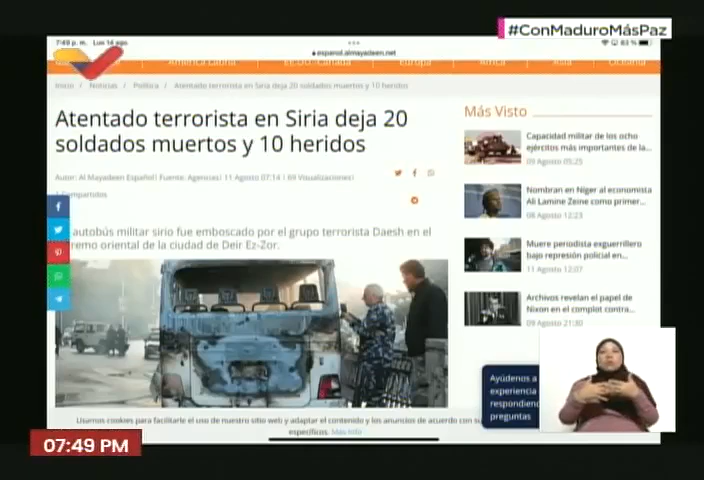 #ConMaduroMásPaz
7:49 p. m. Lun 14 ago.
espanol.almayadeen.net
83 %
América Latina EE.UU.-Canadá Europa África Asia Oceanía
Inicio / Noticias / Política / Atentado terrorista en Siria deja 20 soldados muertos y 10 heridos
Atentado terrorista en Siria deja 20
soldados muertos y 10 heridos
Autor: Al Mayadeen Español| Fuente: Agencias| 11 Agosto 07:14 | 69 Visualizaciones|
Compartidos
autobús militar sirio fue emboscado por el grupo terrorista Daesh en el
remo oriental de la ciudad de Deir Ez-Zor.
Más Visto
Capacidad militar de los ocho
ejércitos más importantes de la...
09 Agosto 05:25
Nombran en Níger al economista
Ali Lamine Zeine como primer...
08 Agosto 12:23
Muere periodista exguerrillero
bajo represión policial en...
11 Agosto 12:07
Archivos revelan el papel de
Nixon en el complot contra...
09 Agosto 21:30
Ayúdenos a
experiencia
respondiend
preguntas
Usamos cookies para facilitarle el uso de nuestro sitio web y adaptar el contenido y los anuncios de acuerdo con su
específicos. Más info
07:49 PM